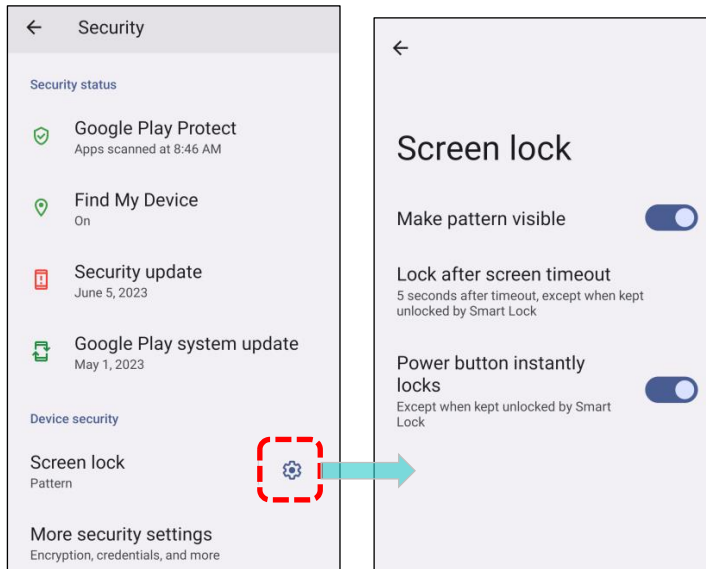 Security
Security status
Google Play Protect
Apps scanned at 8:46 AM
Find My Device
On
Security update
June 5, 2023
Google Play system update
May 1, 2023
Device security
Screen lock
Pattern
More security settings
Encryption, credentials, and more
Screen lock
Make pattern visible
Lock after screen timeout
5 seconds after timeout, except when kept
unlocked by Smart Lock
Power button instantly
locks
Except when kept unlocked by Smart
Lock